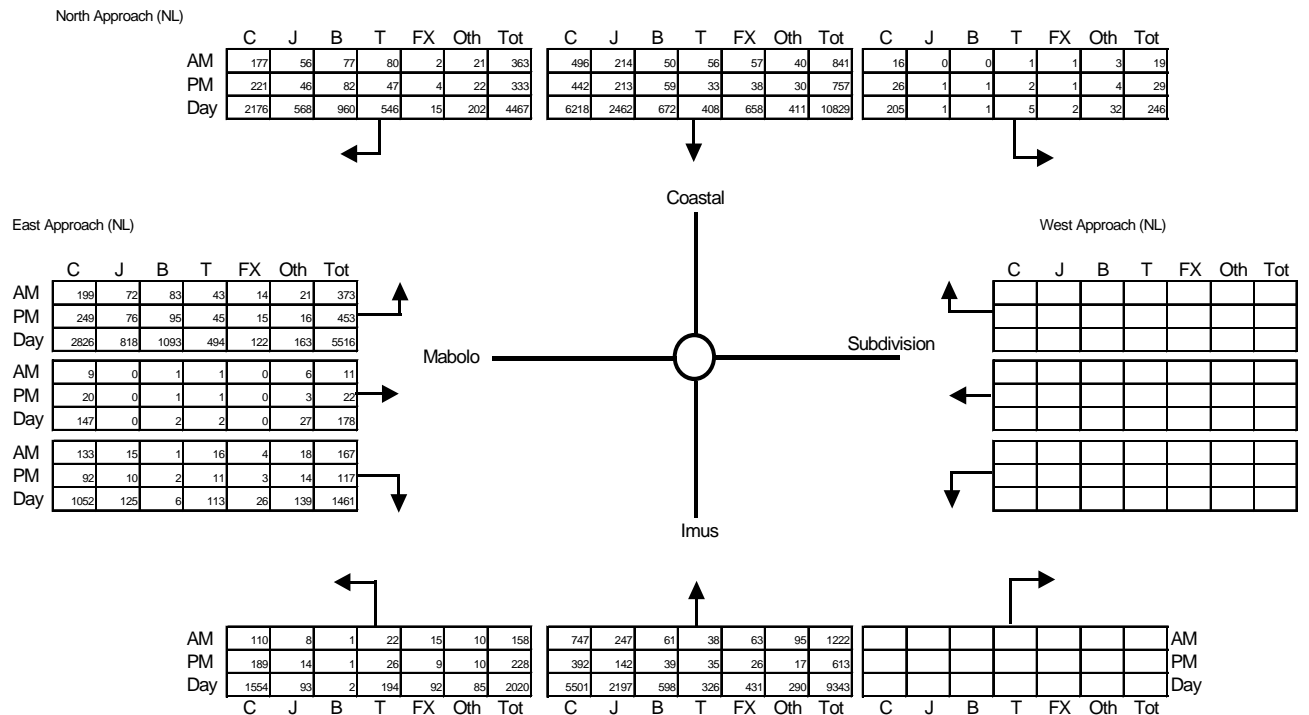 North Approach (NL)
C J B T FX Oth Tot C J B T FX Oth Tot C J B T FX Oth Tot
AM 177 56 77 80 2 21 363 496 214 50 56 57 40 841 16 0 0 1 1 3 19
PM 221 46 82 47 4 22 333 442 213 59 33 38 30 757 26 1 1 2 1 4 29
Day 2176 568 960 546 15 202 4467 6218 2462 672 408 658 411 10829 205 1 1 5 2 32 246
Coastal
East Approach (NL) West Approach (NL)
C J B T FX Oth Tot C J B T FX Oth Tot
AM 199 72 83 43 14 21 373
PM 249 76 95 45 15 16 453
Day 2826 818 1093 494 122 163 5516
Mabolo Subdivision
AM 9 0 1 1 0 6 11
PM 20 0 1 1 0 3 22
Day 147 0 2 2 0 27 178
AM 133 15 1 16 4 18 167
PM 92 10 2 11 3 14 117
Day 1052 125 6 113 26 139 1461
Imus
AM 110 8 1 22 15 10 158 747 247 61 38 63 95 1222 AM
PM 189 14 1 26 9 10 228 392 142 39 35 26 17 613 PM
Day 1554 93 2 194 92 85 2020 5501 2197 598 326 431 290 9343 Day
C J B T FX Oth Tot C J B T FX Oth Tot C J B T FX Oth Tot